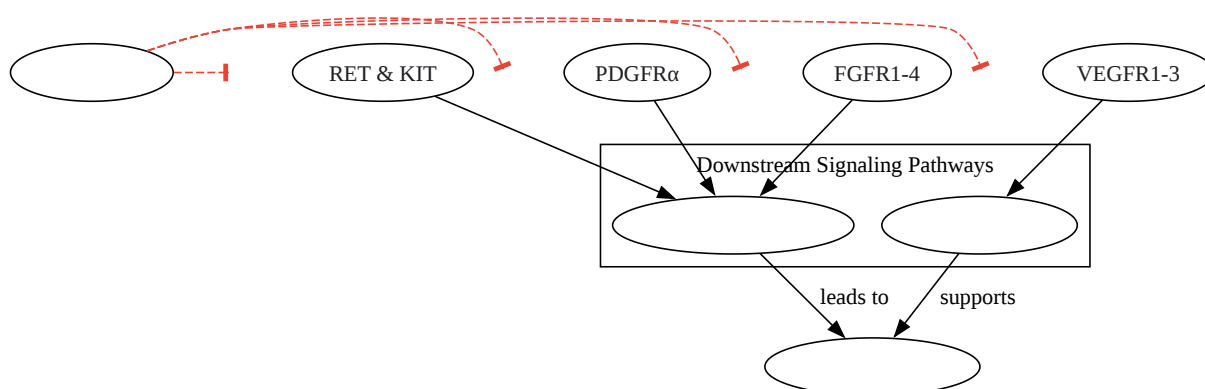 RET & KIT
PDGFRα
FGFR1-4
VEGFR1-3
Downstream Signaling Pathways
leads to
supports